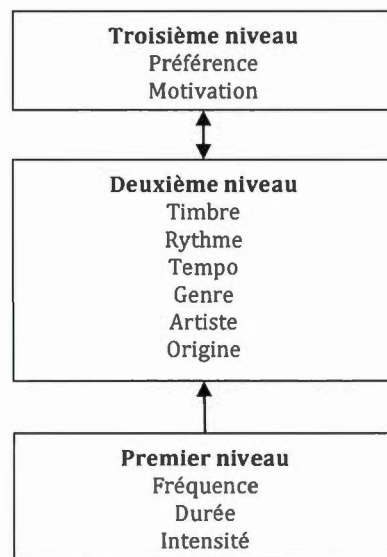 Troisième niveau
Préférence
Motivation
Deuxième niveau
Timbre
Rythme
Tempo
Genre
Artiste
Origine
Premier niveau
Fréquence
Durée
Intensité